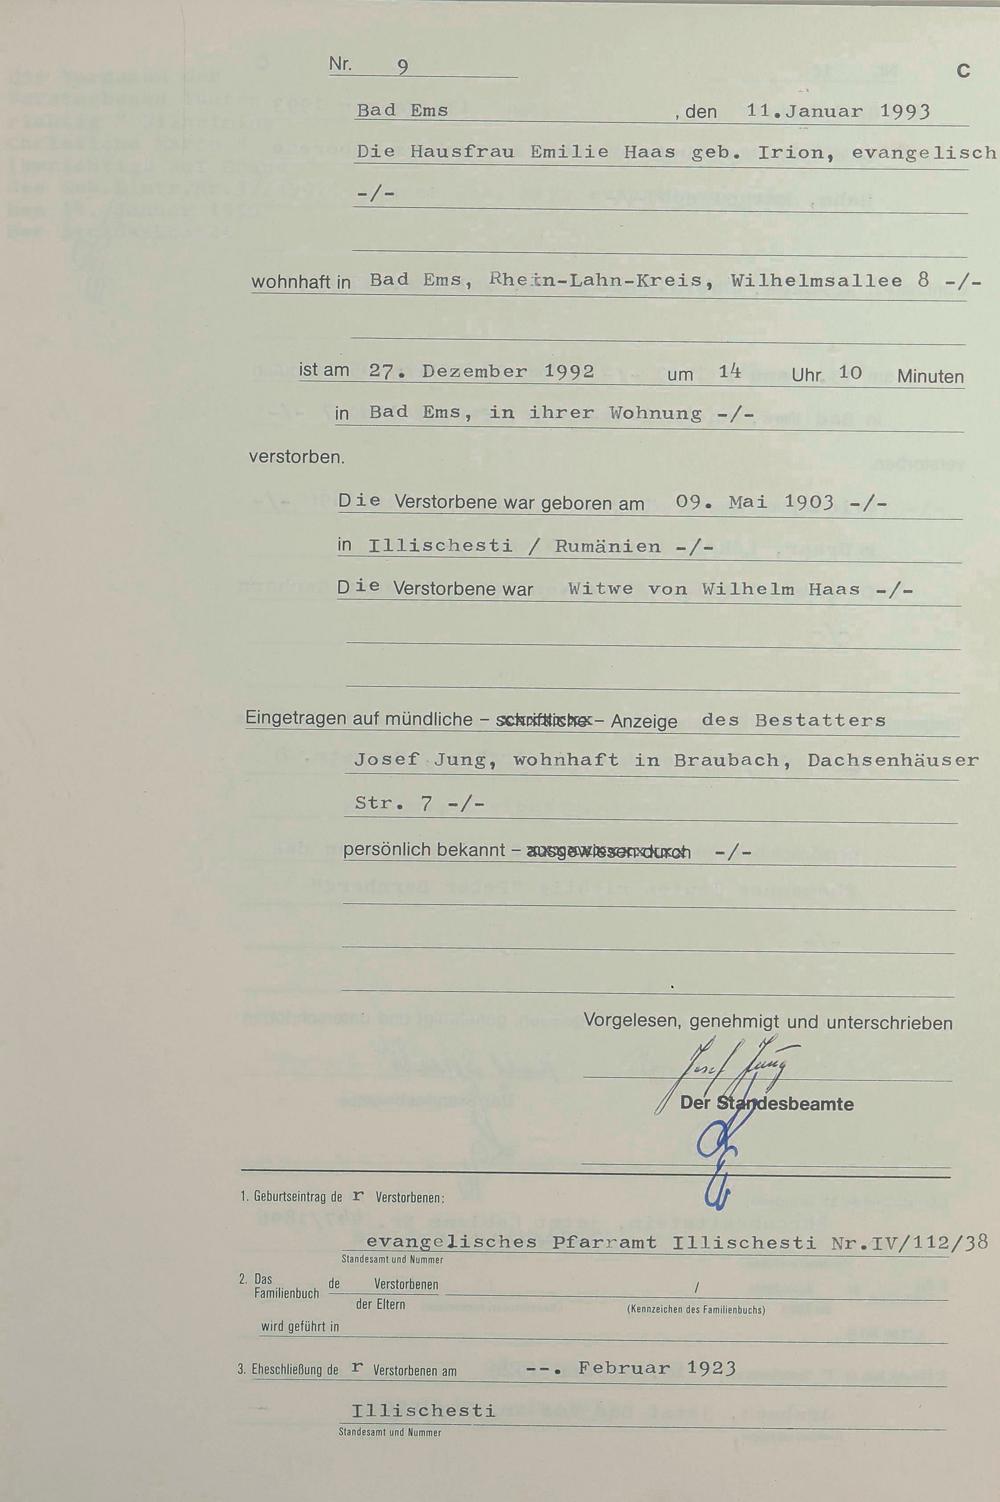 Nr. 9
C
Bad Ems , den 11.Januar 1993
Die Hausfrau Emilie Haas geb. Irion, evangelisch
-/-
wohnhaft in Bad Ems, Rhein-Lahn-Kreis, Wilhelmsallee 8 -/-
ist am 27. Dezember 1992 um 14 Uhr 10 Minuten
in Bad Ems, in ihrer Wohnung -/-
verstorben.
Die Verstorbene war geboren am 09. Mai 1903 -/-
in Illischesti / Rumänien -/-
Die Verstorbene war Witwe von Wilhelm Haas -/-
Eingetragen auf mündliche – schriftliche – Anzeige des Bestatters
Josef Jung, wohnhaft in Braubach, Dachsenhäuser
Str. 7 -/-
persönlich bekannt – ausgewiesen durch -/-
Vorgelesen, genehmigt und unterschrieben
Josef Jung
Der Standesbeamte
1. Geburtseintrag de r Verstorbenen:
evangelisches Pfarramt Illischesti Nr.IV/112/38
Standesamt und Nummer
2. Das Familienbuch de Verstorbenen /
der Eltern (Kennzeichen des Familienbuchs)
wird geführt in
3. Eheschließung de r Verstorbenen am --. Februar 1923
Illischesti
Standesamt und Nummer